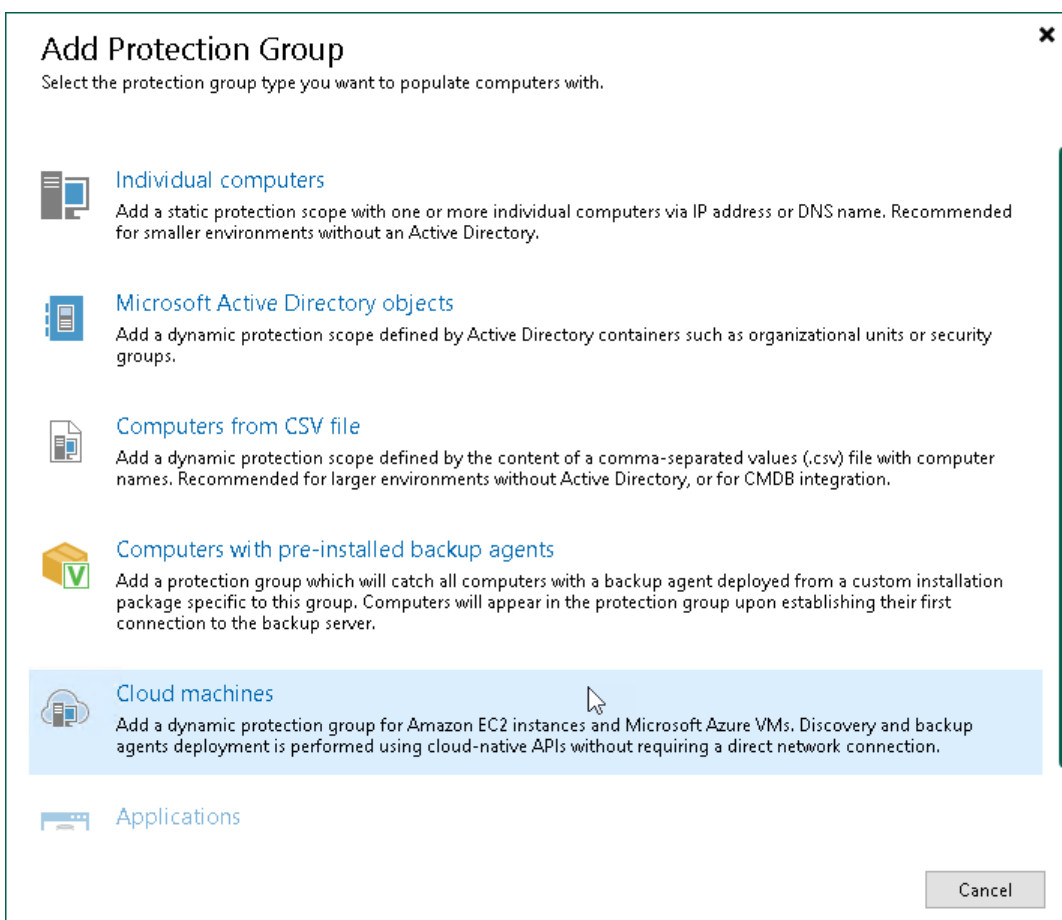 Add Protection Group
Select the protection group type you want to populate computers with.
Individual computers
Add a static protection scope with one or more individual computers via IP address or DNS name. Recommended
for smaller environments without an Active Directory.
Microsoft Active Directory objects
Add a dynamic protection scope defined by Active Directory containers such as organizational units or security
groups.
Computers from CSV file
Add a dynamic protection scope defined by the content of a comma-separated values (.csv) file with computer
names. Recommended for larger environments without Active Directory, or for CMDB integration.
Computers with pre-installed backup agents
Add a protection group which will catch all computers with a backup agent deployed from a custom installation
package specific to this group. Computers will appear in the protection group upon establishing their first
connection to the backup server.
Cloud machines
Add a dynamic protection group for Amazon EC2 instances and Microsoft Azure VMs. Discovery and backup
agents deployment is performed using cloud-native APIs without requiring a direct network connection.
Applications
Cancel